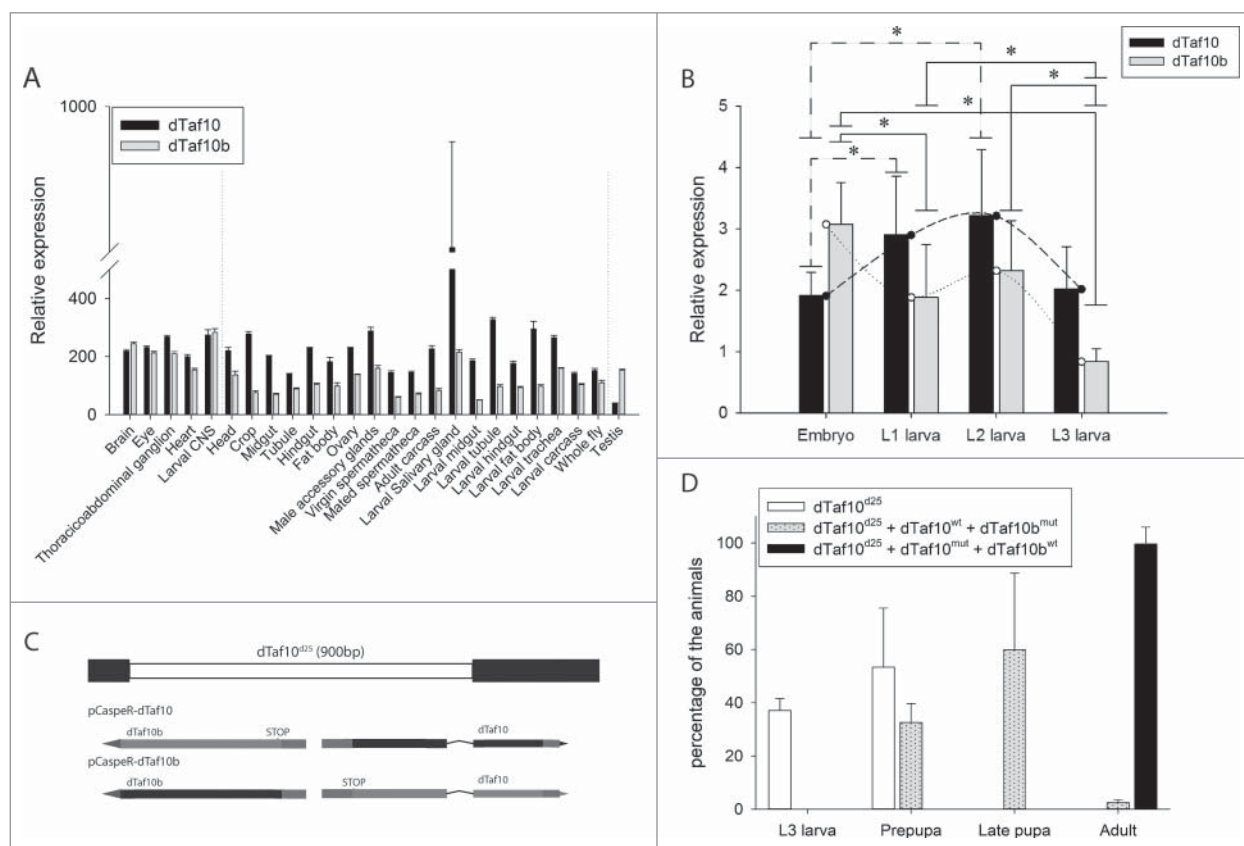 A
1000
dTaf10
dTaf10b
Relative expression
400
200
0
Brain
Eye
Thoracicoabdominal ganglion
Heart
Larval CNS
Head
Crop
Midgut
Tubule
Hindgut
Fat body
Ovary
Male accessory glands
Virgin spermatheca
Mated spermatheca
Adult carcass
Larval Salivary gland
Larval midgut
Larval tubule
Larval hindgut
Larval fat body
Larval trachea
Larval carcass
Whole fly
Testis
B
dTaf10
dTaf10b
* * * * * *
Relative expression
5
4
3
2
1
0
Embryo L1 larva L2 larva L3 larva
C
dTaf10d25 (900bp)
pCaspeR-dTaf10
dTaf10b STOP dTaf10
pCaspeR-dTaf10b
dTaf10b STOP dTaf10
D
dTaf10d25
dTaf10d25 + dTaf10wt + dTaf10bmut
dTaf10d25 + dTaf10mut + dTaf10bwt
percentage of the animals
100
80
60
40
20
0
L3 larva Prepupa Late pupa Adult